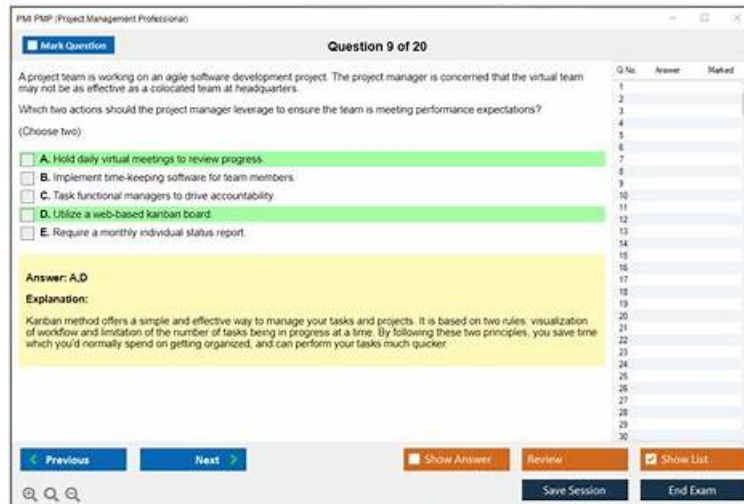 PMI PMP (Project Management Professional)
Mark Question
Question 9 of 20
A project team is working on an agile software development project. The project manager is concerned that the virtual team
may not be as effective as a colocated team at headquarters.
Which two actions should the project manager leverage to ensure the team is meeting performance expectations?
(Choose two)
A. Hold daily virtual meetings to review progress.
B. Implement time-keeping software for team members.
C. Task functional managers to drive accountability.
D. Utilize a web-based kanban board.
E. Require a monthly individual status report.
Answer: A,D
Explanation:
Kanban method offers a simple and effective way to manage your tasks and projects. It is based on two rules: visualization
of workflow and limitation of the number of tasks being in progress at a time. By following these two principles, you save time
which you'd normally spend on getting organized, and can perform your tasks much quicker.
Q No. Answer Marked
1
2
3
4
5
6
7
8
9
10
11
12
13
14
15
16
17
18
19
20
21
22
23
24
25
26
27
28
29
30
Previous
Next
Show Answer
Review
Show List
Save Session
End Exam